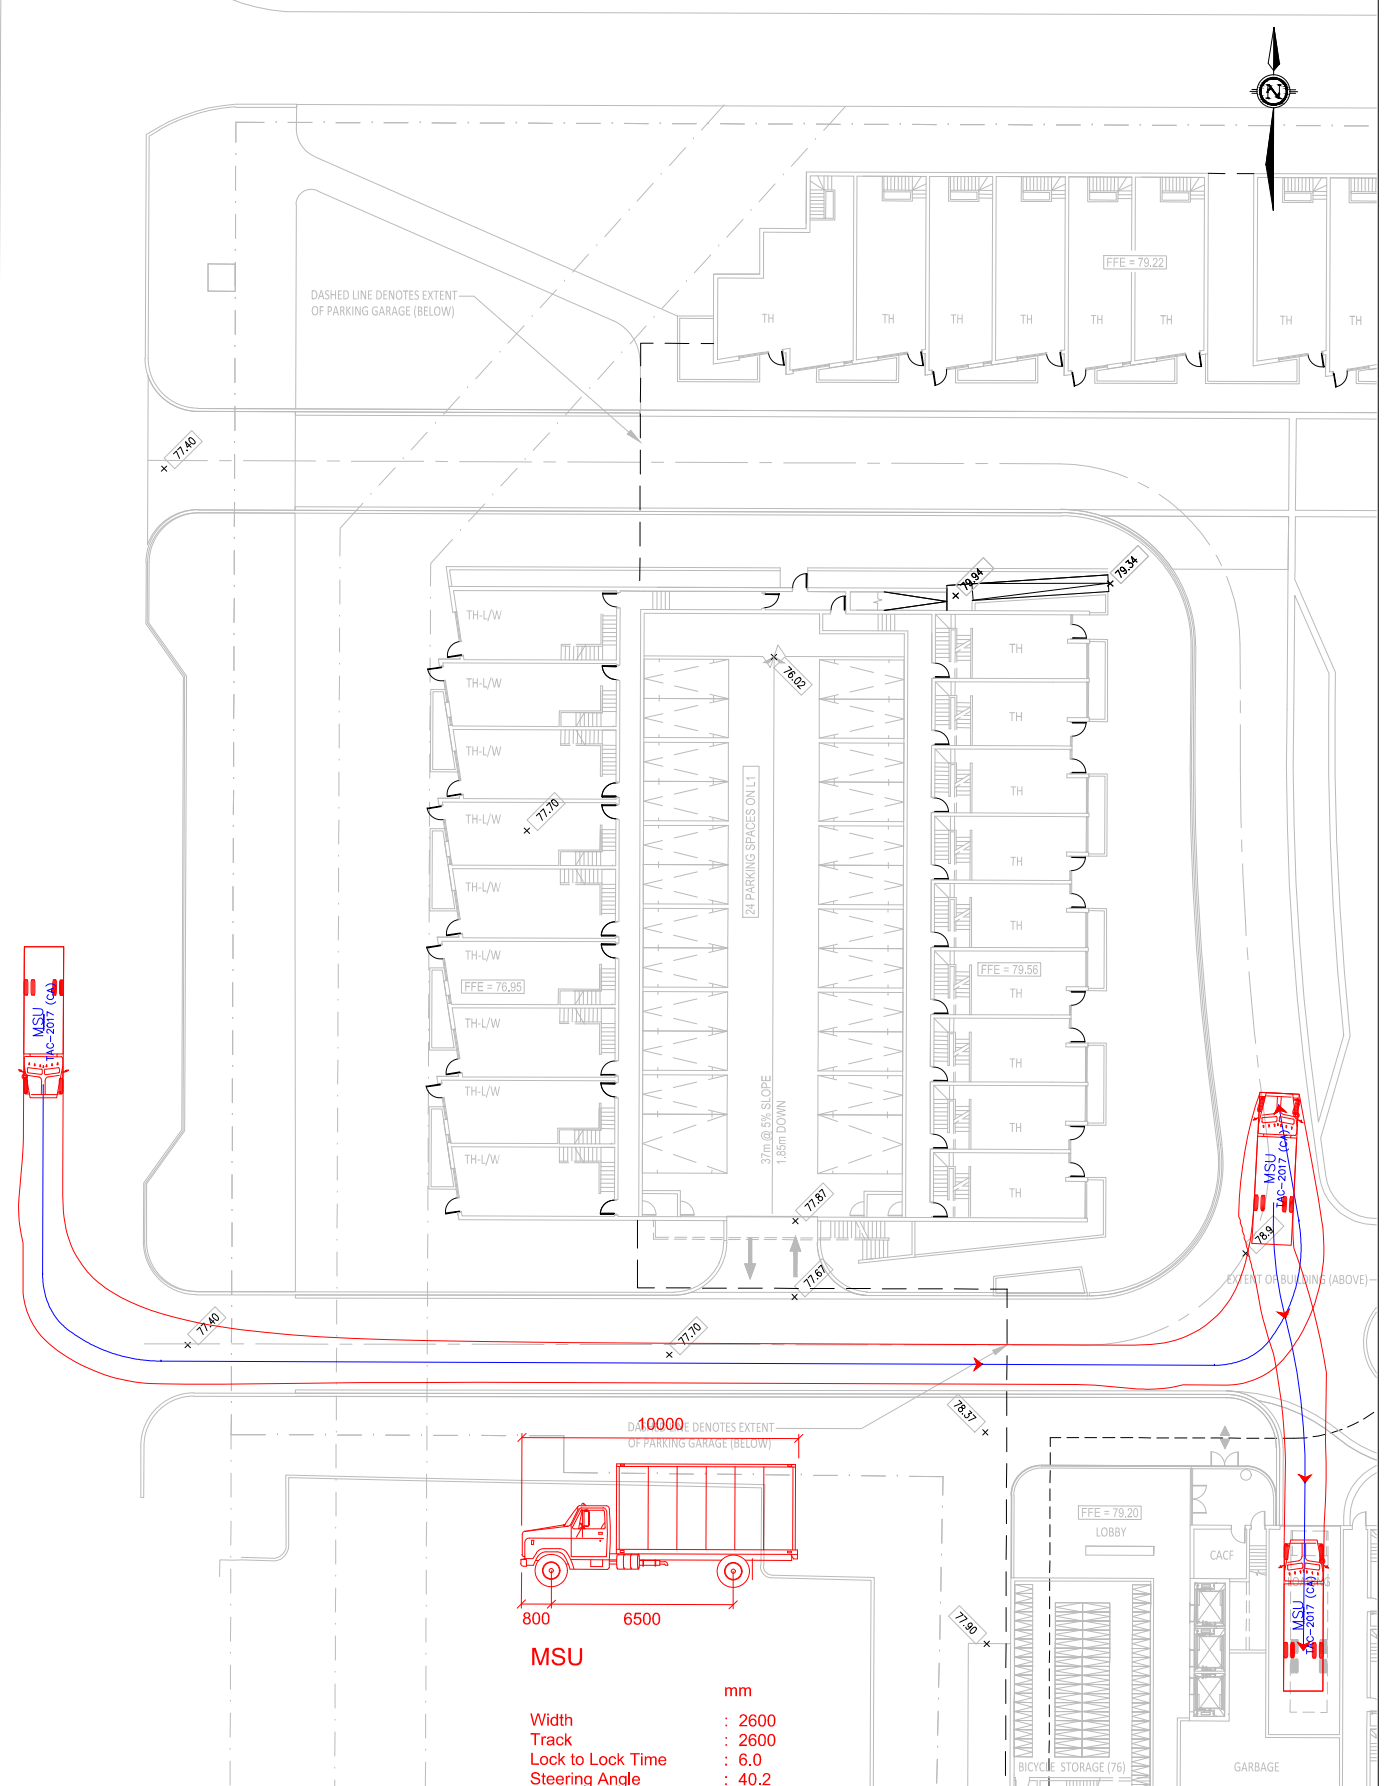 N
FFE = 79.22
DASHED LINE DENOTES EXTENT
OF PARKING GARAGE (BELOW)
TH
TH
TH
TH
TH
TH
TH
TH
77.40
79.94
79.34
TH-L/W
TH
76.02
TH-L/W
TH
TH-L/W
TH
77.70
TH-L/W
24 PARKING SPACES ON L1
TH
TH-L/W
TH
TH-L/W
FFE = 76.95
FFE = 79.56
TH
TH-L/W
TH
TH-L/W
TH
TH-L/W
TH
37m @ 5% SLOPE
1.85m DOWN
MSU
TAC-2017 (CA)
MSU
TAC-2017 (CA)
77.87
78.9
77.67
EXTENT OF BUILDING (ABOVE)
77.40
77.70
78.37
DASHED LINE DENOTES EXTENT
OF PARKING GARAGE (BELOW)
10000
FFE = 79.20
LOBBY
CACF
800
6500
77.90
MSU
TAC-2017 (CA)
MSU
mm
Width : 2600
Track : 2600
Lock to Lock Time : 6.0
Steering Angle : 40.2
BICYCLE STORAGE (76)
GARBAGE